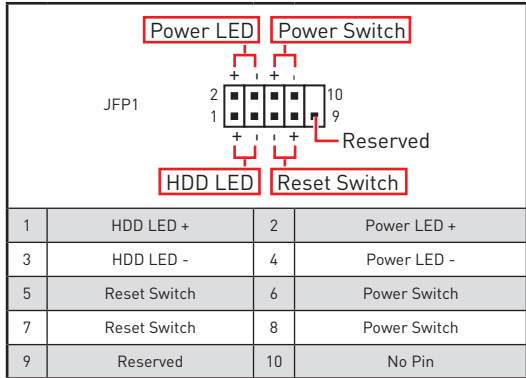 Power LED Power Switch
+ - + -
JFP1
2 10
1 9
+ - - +
Reserved
HDD LED Reset Switch
1 HDD LED + 2 Power LED +
3 HDD LED - 4 Power LED -
5 Reset Switch 6 Power Switch
7 Reset Switch 8 Power Switch
9 Reserved 10 No Pin